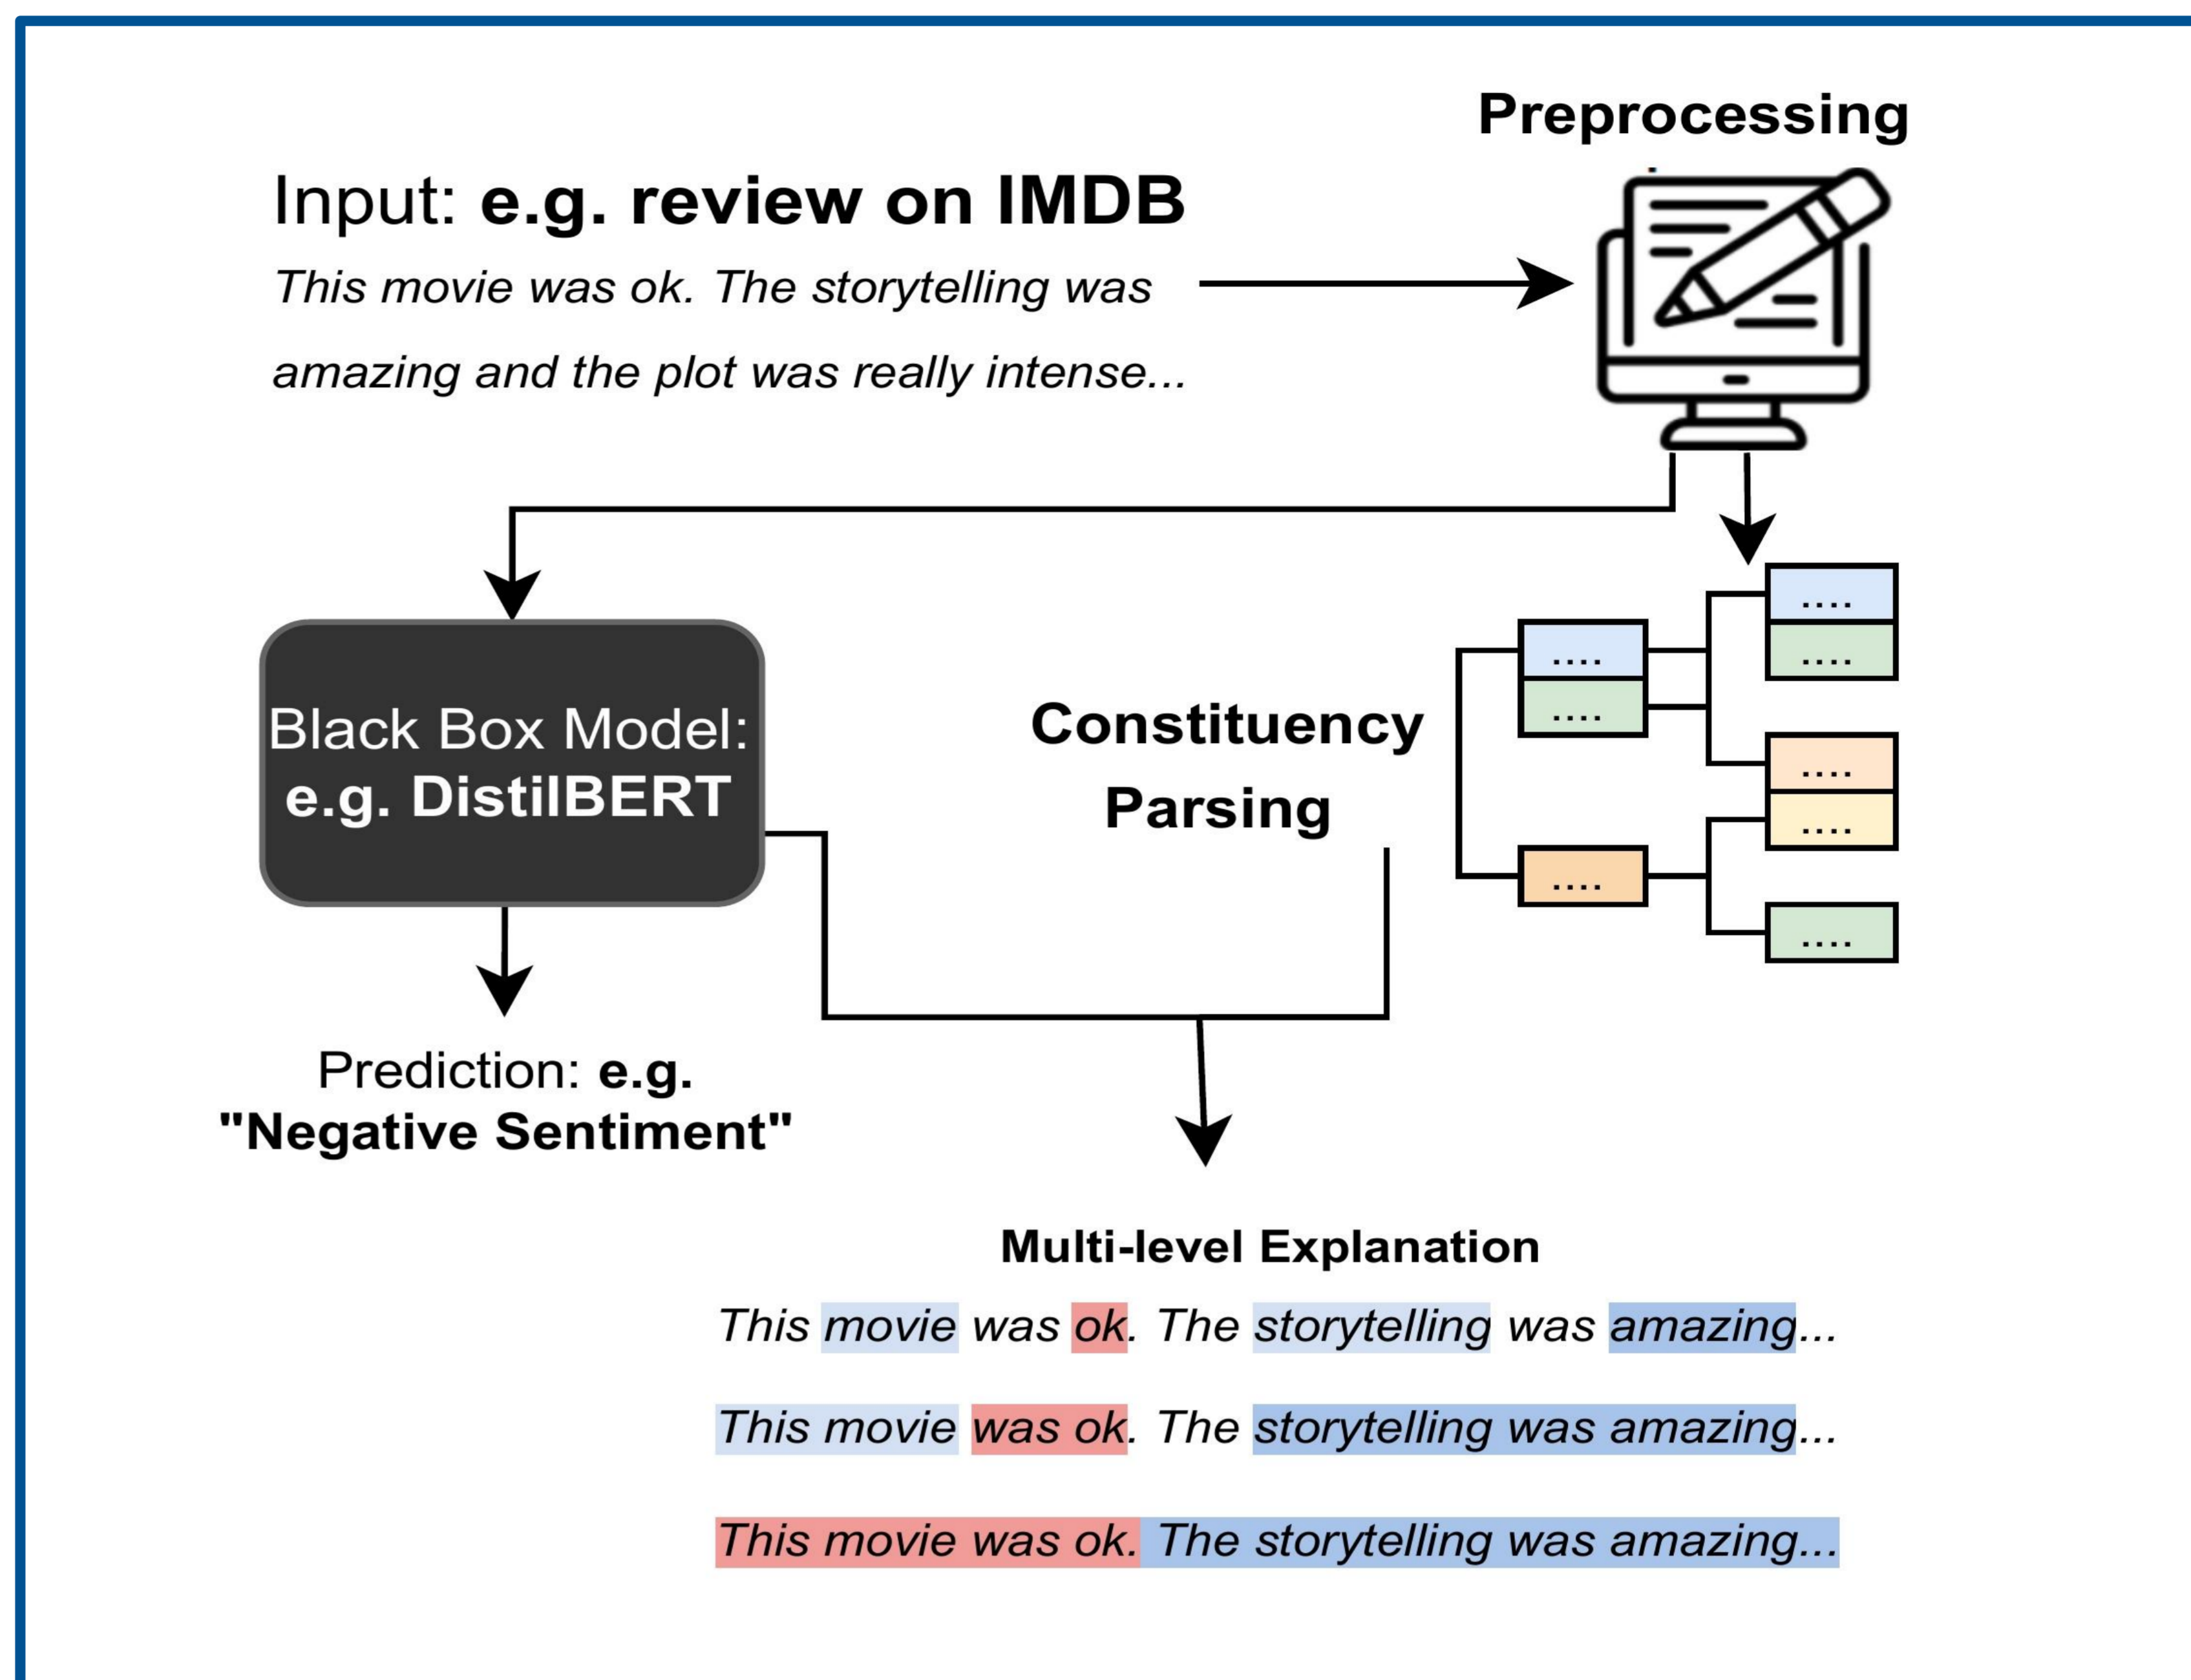 Preprocessing
Input: e.g. review on IMDB
This movie was ok. The storytelling was
amazing and the plot was really intense...
....
....
....
....
....
....
....
....
Black Box Model:
e.g. DistilBERT
Constituency
Parsing
Prediction: e.g.
"Negative Sentiment"
Multi-level Explanation
This movie was ok. The storytelling was amazing...
This movie was ok. The storytelling was amazing...
This movie was ok. The storytelling was amazing...